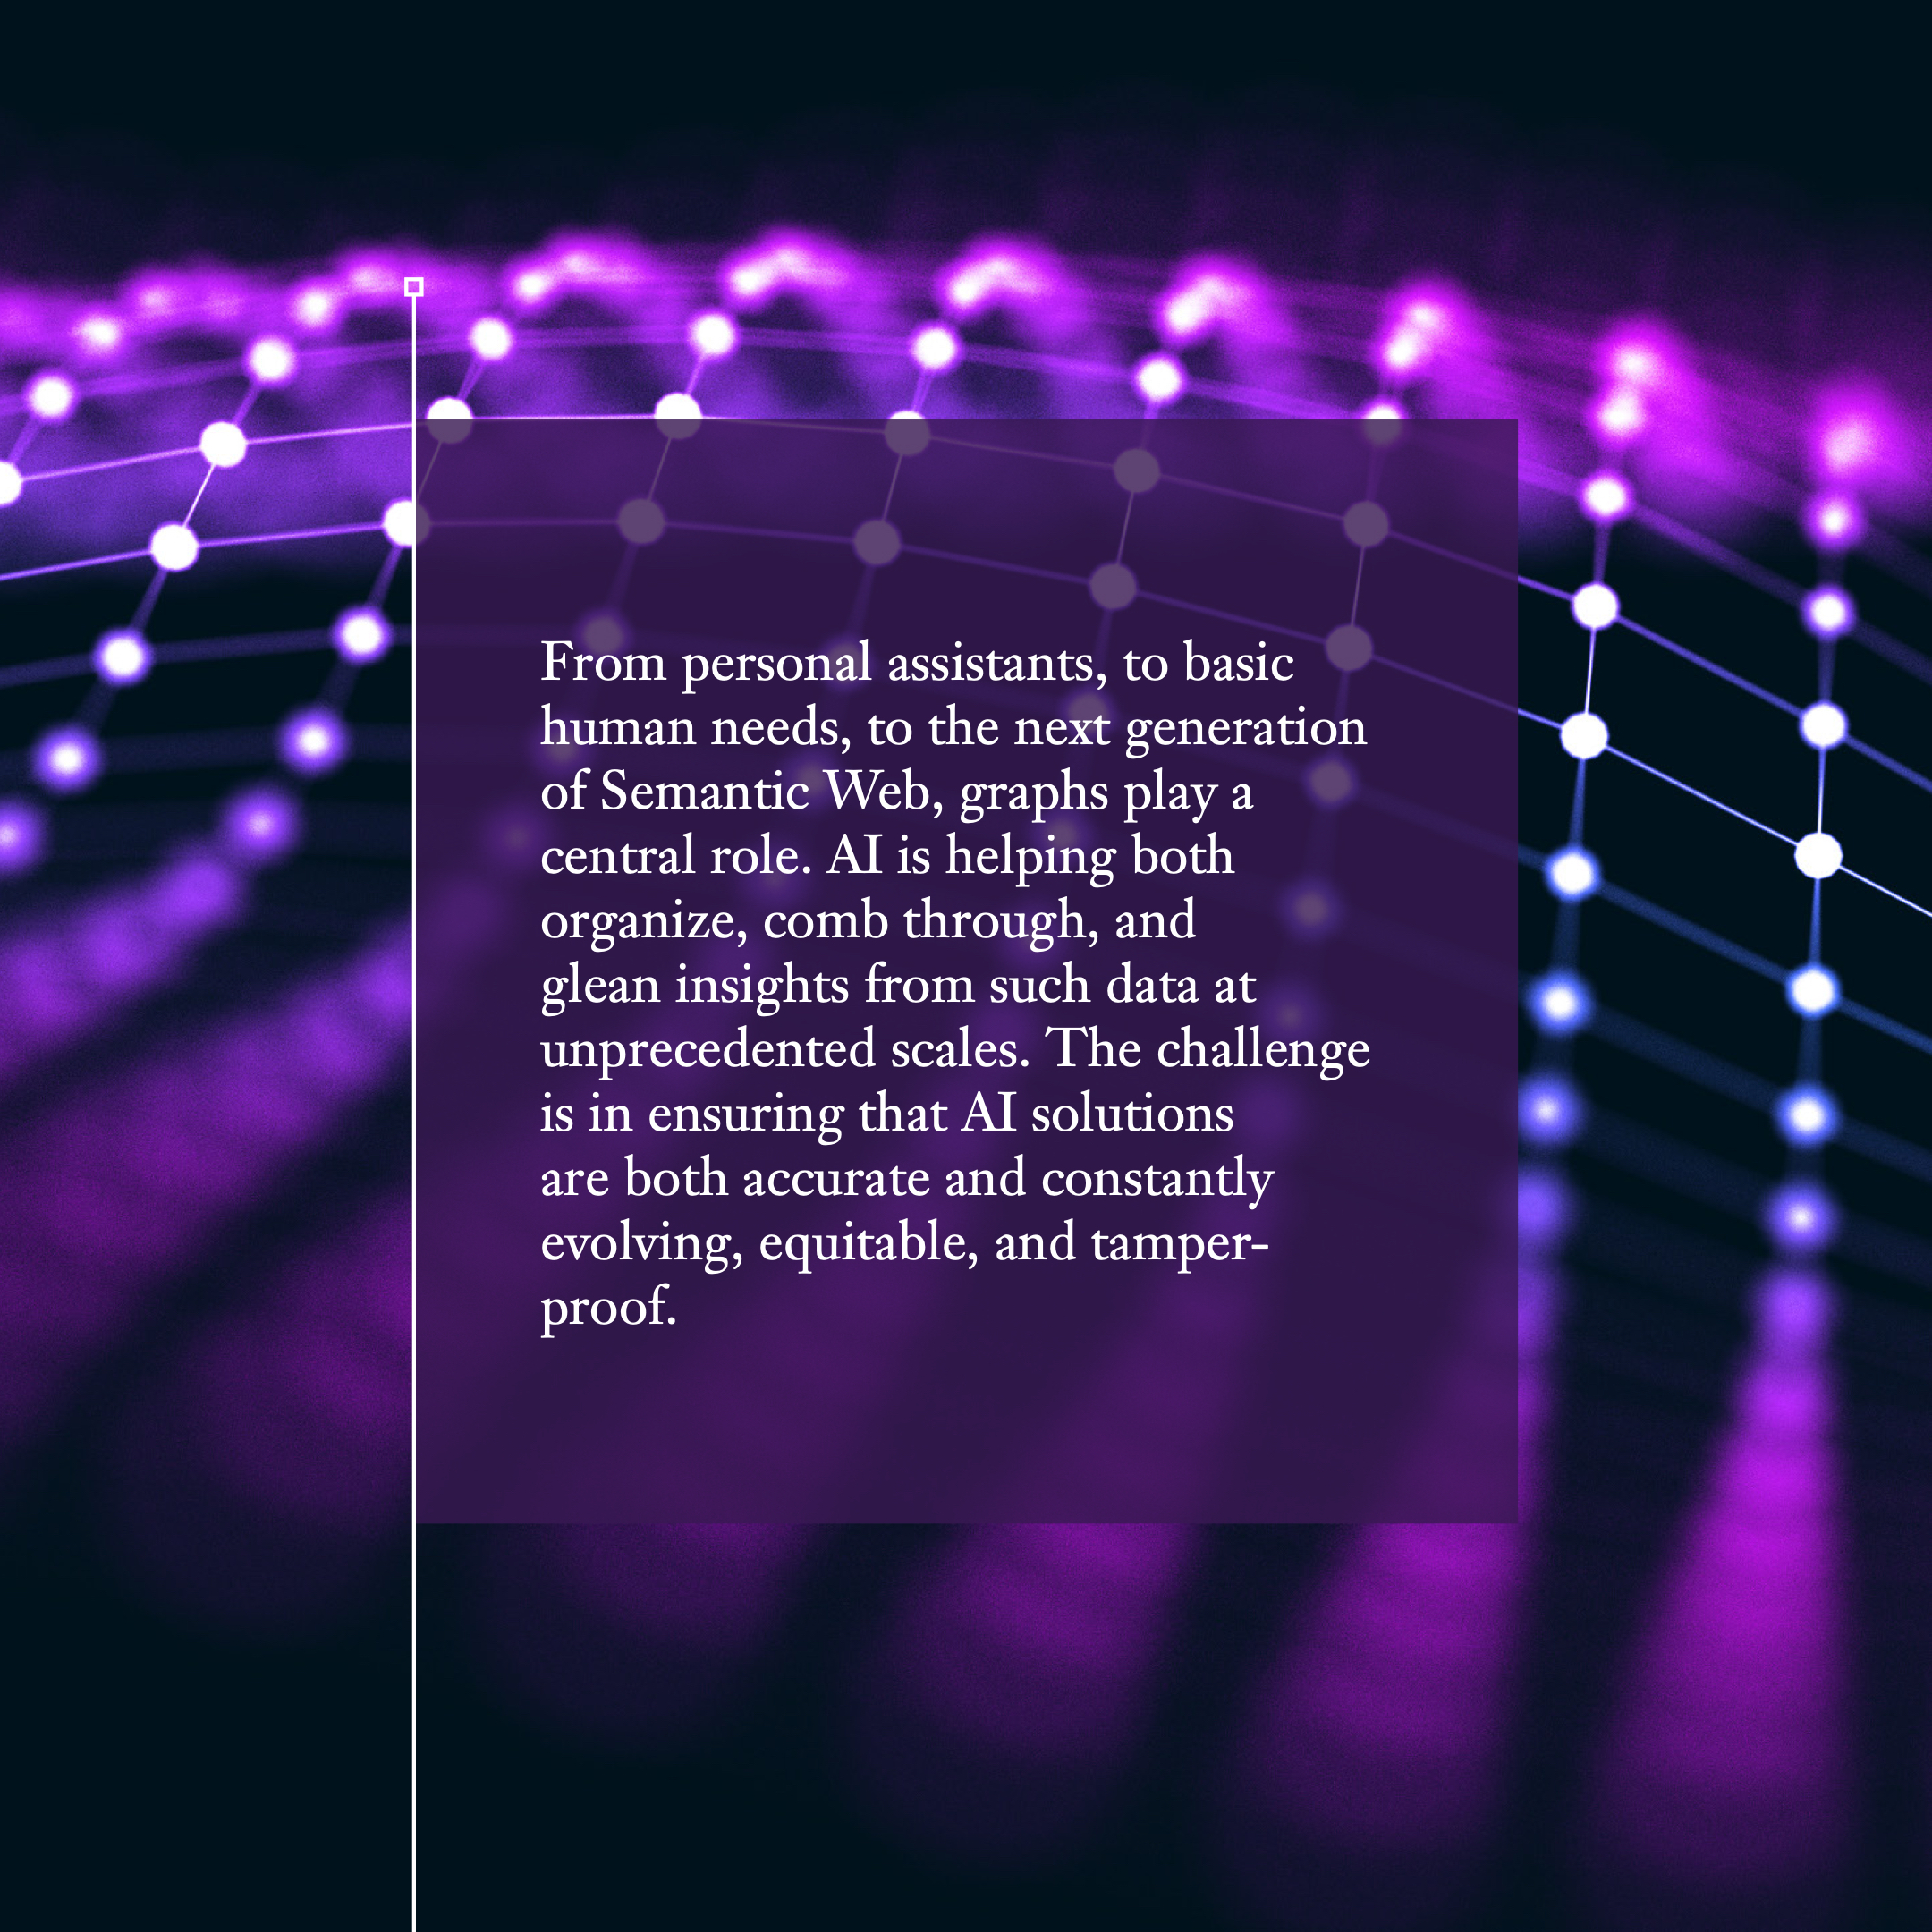 From personal assistants, to basic
human needs, to the next generation
of Semantic Web, graphs play a
central role. AI is helping both
organize, comb through, and
glean insights from such data at
unprecedented scales. The challenge
is in ensuring that AI solutions
are both accurate and constantly
evolving, equitable, and tamper-
proof.